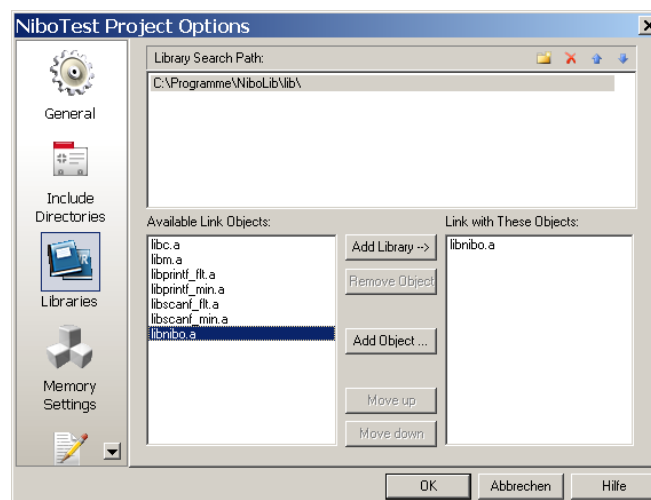 NiboTest Project Options
General
Include
Directories
Libraries
Memory
Settings
Library Search Path:
C:\Programme\NiboLib\lib\
Available Link Objects:
libc.a
libm.a
libprintf_flt.a
libprintf_min.a
libscanf_flt.a
libscanf_min.a
libnibo.a
Add Library -->
Remove Object
Add Object ...
Move up
Move down
Link with These Objects:
libnibo.a
OK
Abbrechen
Hilfe